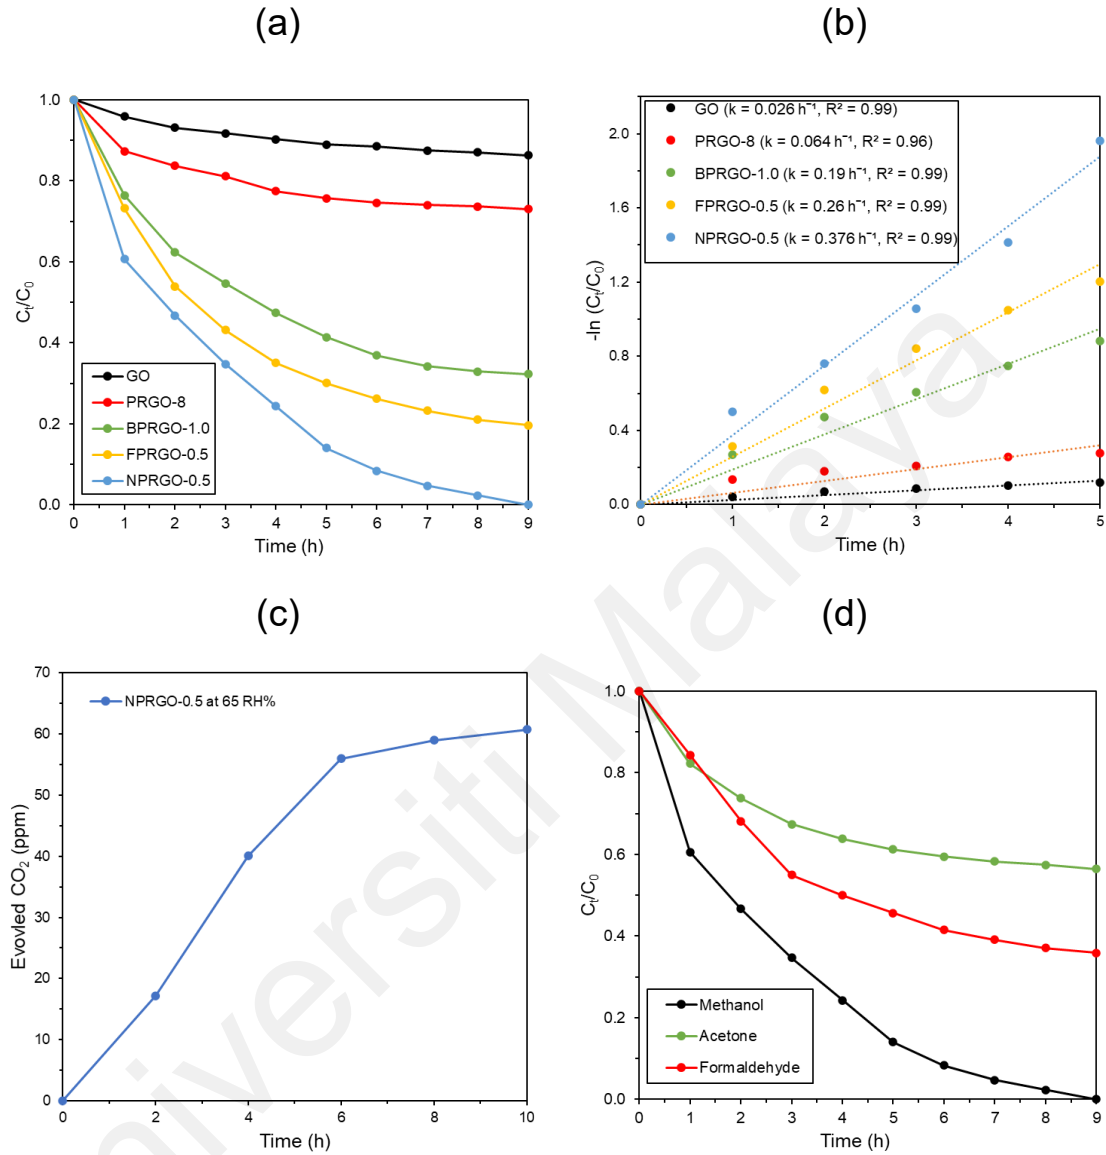 (a)
1.0
0.8
0.6
0.4
0.2
0.0
Cₜ/C₀
GO
PRGO-8
BPRGO-1.0
FPRGO-0.5
NPRGO-0.5
0 1 2 3 4 5 6 7 8 9
Time (h)
(b)
2.0
1.6
1.2
0.8
0.4
0.0
-ln (Cₜ/C₀)
GO (k = 0.026 h⁻¹, R² = 0.99)
PRGO-8 (k = 0.064 h⁻¹, R² = 0.96)
BPRGO-1.0 (k = 0.19 h⁻¹, R² = 0.99)
FPRGO-0.5 (k = 0.26 h⁻¹, R² = 0.99)
NPRGO-0.5 (k = 0.376 h⁻¹, R² = 0.99)
0 1 2 3 4 5
Time (h)
(c)
70
60
50
40
30
20
10
0
Evovled CO₂ (ppm)
NPRGO-0.5 at 65 RH%
0 2 4 6 8 10
Time (h)
(d)
1.0
0.8
0.6
0.4
0.2
0.0
Cₜ/C₀
Methanol
Acetone
Formaldehyde
0 1 2 3 4 5 6 7 8 9
Time (h)
niversiti Malaya